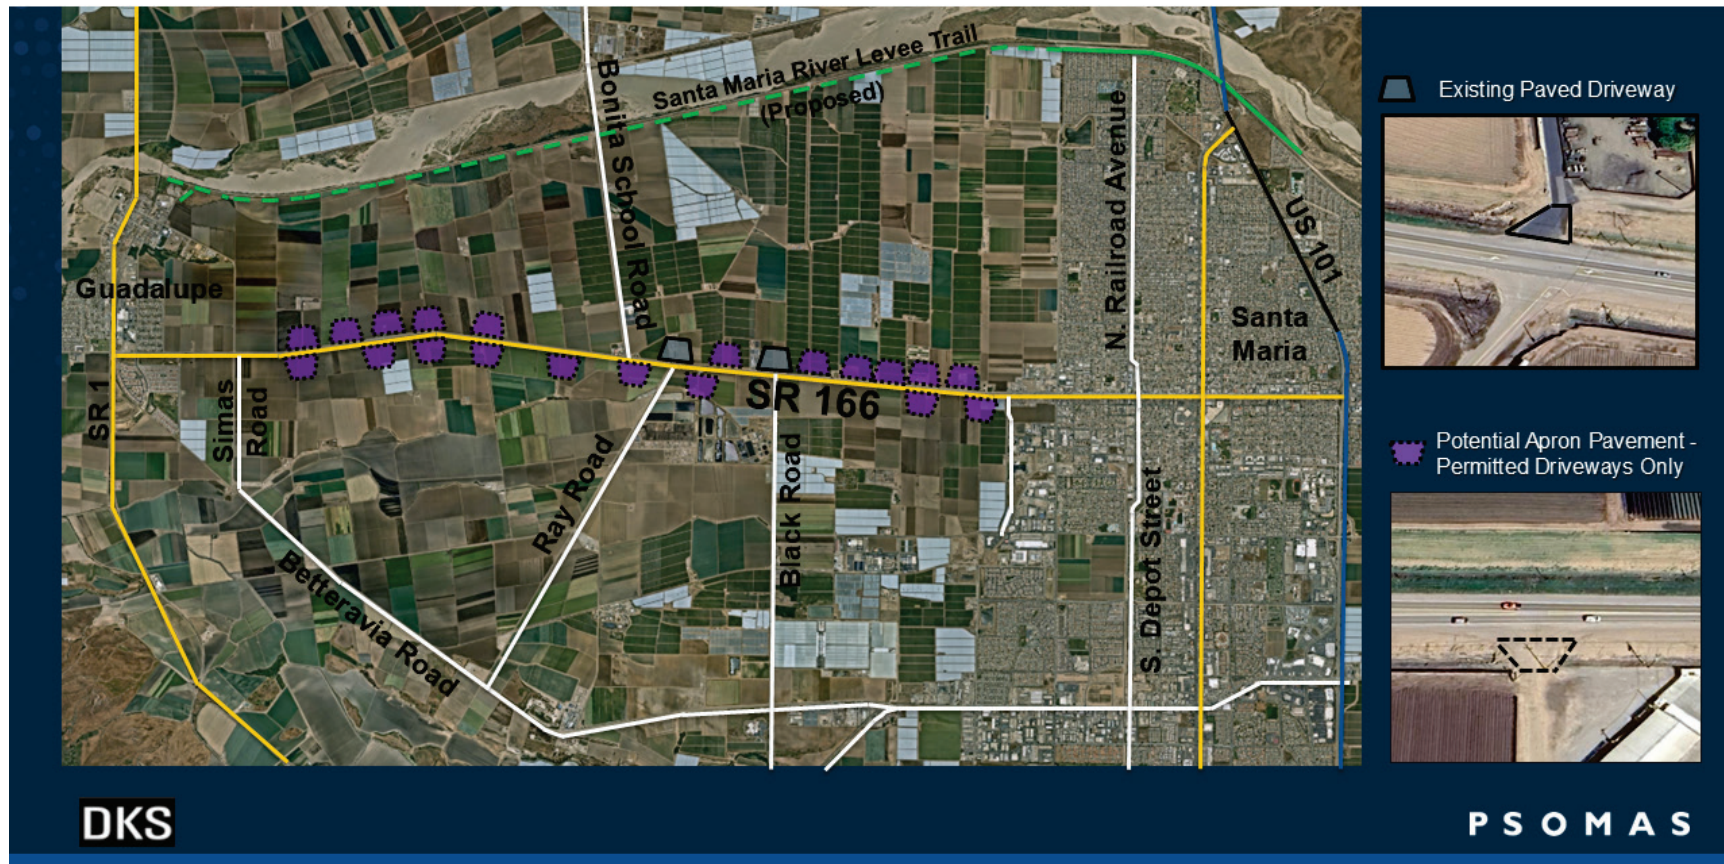 Santa Maria River Levee Trail
(Proposed)
Bonita School Road
N. Railroad Avenue
US 101
Guadalupe
Santa
Maria
SR 1
Simas
Road
SR 166
Ray Road
Black Road
S. Depot Street
Betteravia Road
Existing Paved Driveway
Potential Apron Pavement -
Permitted Driveways Only
DKS
PSOMAS